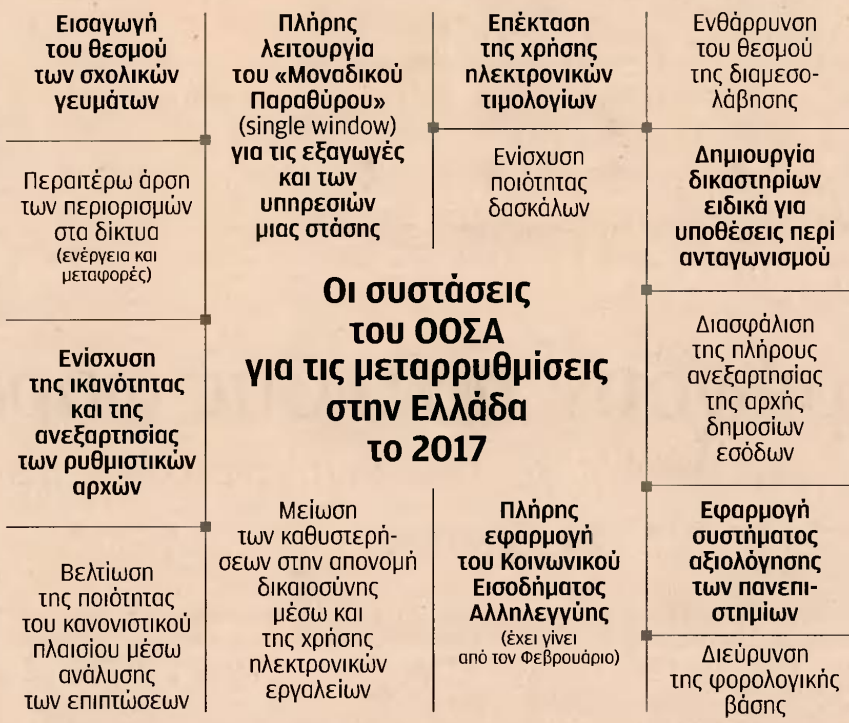 Εισαγωγή
του θεσμού
των σχολικών
γευμάτων
Πλήρης
λειτουργία
του «Μοναδικού
Παραθύρου»
(single window)
για τις εξαγωγές
και των
υπηρεσιών
μιας στάσης
Επέκταση
της χρήσης
ηλεκτρονικών
τιμολογίων
Ενθάρρυνση
του θεσμού
της διαμεσο-
λάβησης
Περαιτέρω άρση
των περιορισμών
στα δίκτυα
(ενέργεια και
μεταφορές)
Ενίσχυση
ποιότητας
δασκάλων
Δημιουργία
δικαστηρίων
ειδικά για
υποθέσεις περί
ανταγωνισμού
Οι συστάσεις
του ΟΟΣΑ
για τις μεταρρυθμίσεις
στην Ελλάδα
το 2017
Ενίσχυση
της ικανότητας
και της
ανεξαρτησίας
των ρυθμιστικών
αρχών
Διασφάλιση
της πλήρους
ανεξαρτησίας
της αρχής
δημοσίων
εσόδων
Βελτίωση
της ποιότητας
του κανονιστικού
πλαισίου μέσω
ανάλυσης
των επιπτώσεων
Μείωση
των καθυστερή-
σεων στην απονομή
δικαιοσύνης
μέσω και
της χρήσης
ηλεκτρονικών
εργαλείων
Πλήρης
εφαρμογή
του Κοινωνικού
Εισοδήματος
Αλληλεγγύης
(έχει γίνει
από τον Φεβρουάριο)
Εφαρμογή
συστήματος
αξιολόγησης
των πανεπι-
στημίων
Διεύρυνση
της φορολογικής
βάσης